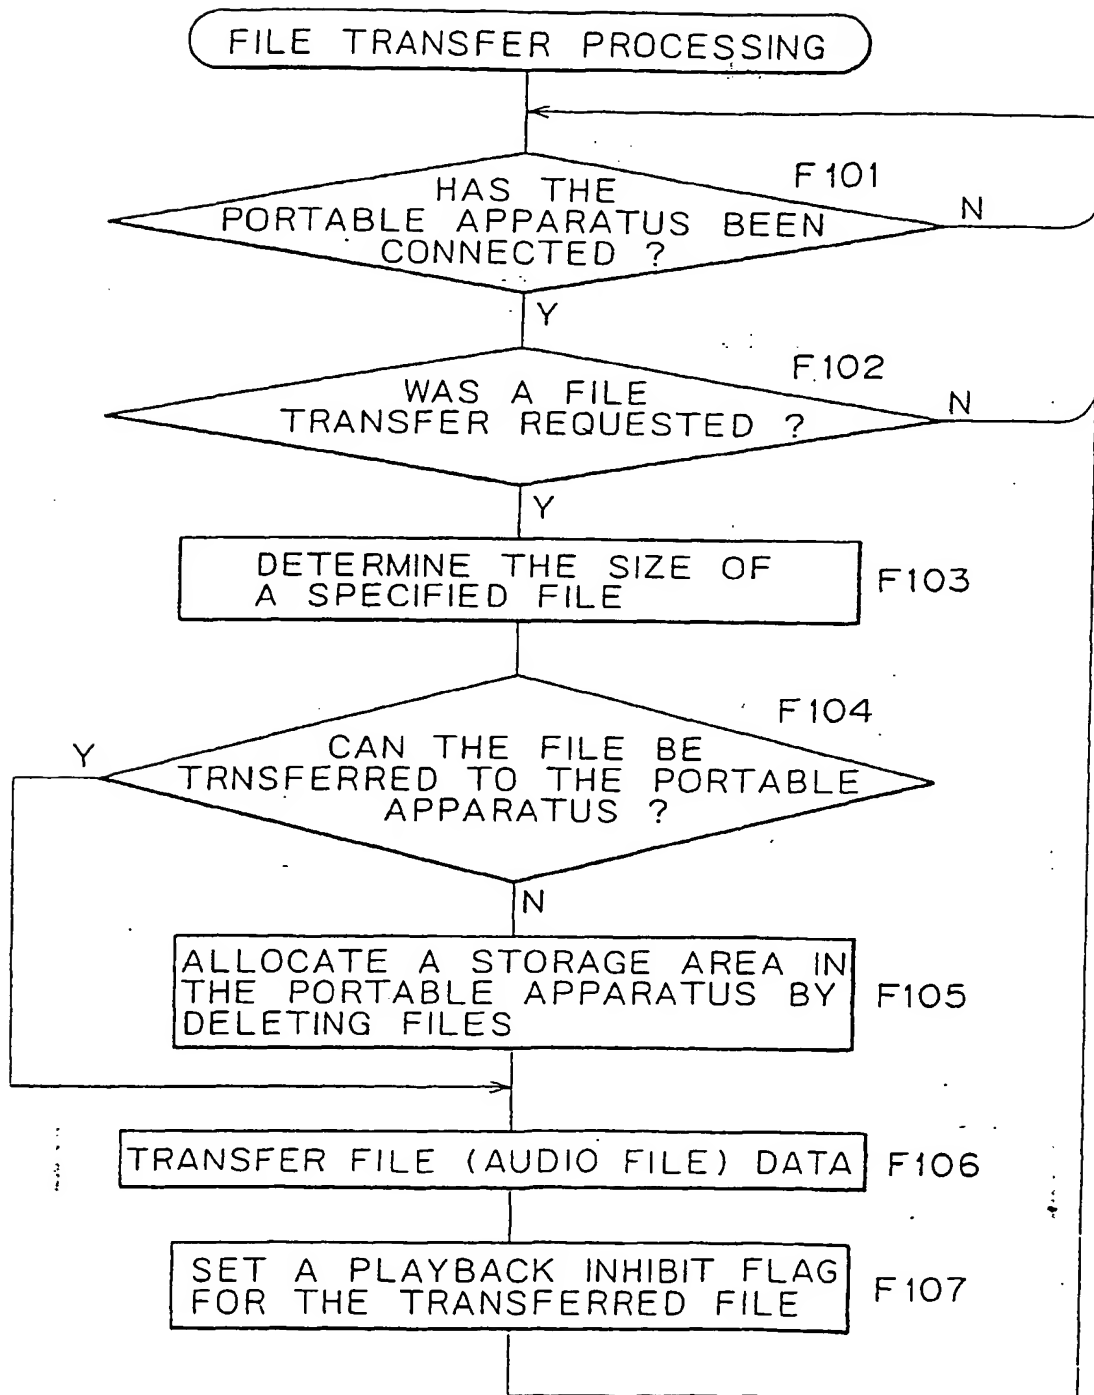 FILE TRANSFER PROCESSING
F101
HAS THE
PORTABLE APPARATUS BEEN
CONNECTED ?
N
Y
F102
WAS A FILE
TRANSFER REQUESTED ?
N
Y
DETERMINE THE SIZE OF
A SPECIFIED FILE
F103
F104
Y
CAN THE FILE BE
TRNSFERRED TO THE PORTABLE
APPARATUS ?
N
ALLOCATE A STORAGE AREA IN
THE PORTABLE APPARATUS BY
DELETING FILES
F105
TRANSFER FILE (AUDIO FILE) DATA
F106
SET A PLAYBACK INHIBIT FLAG
FOR THE TRANSFERRED FILE
F107